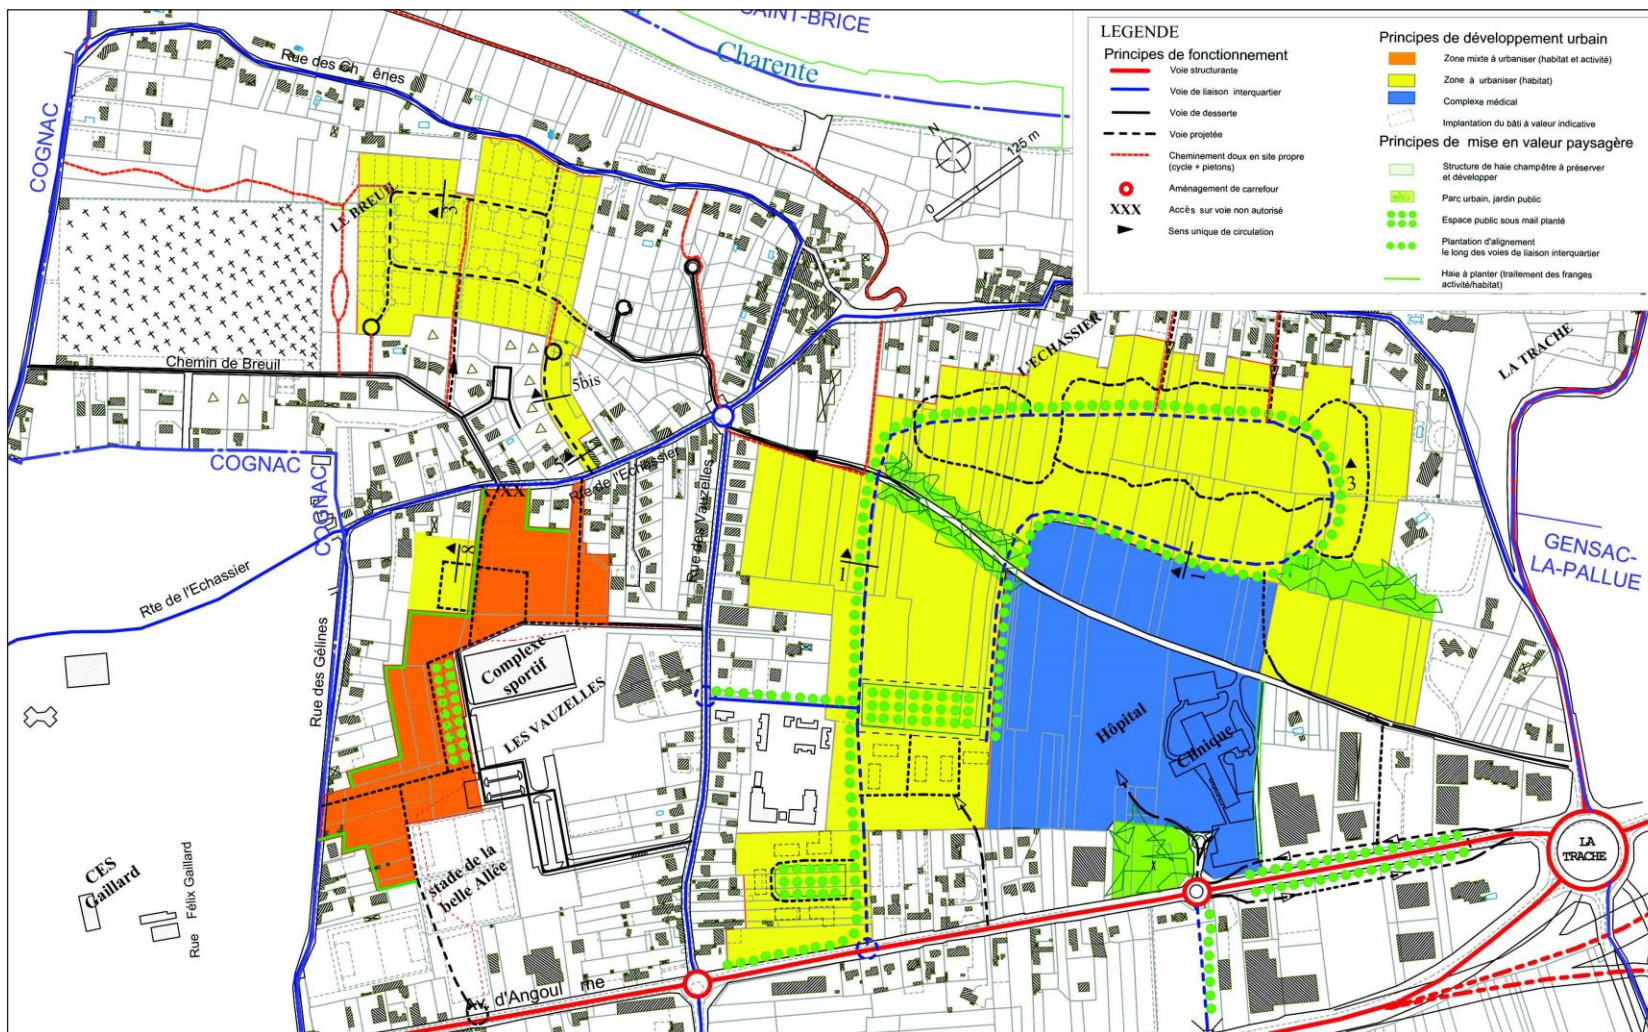 SAINT-BRICE
Charente
N
125 m
0
LEGENDE
Principes de fonctionnement
Voie structurante
Voie de liaison interquartier
Voie de desserte
Voie projetée
Cheminement doux en site propre
(cycle + pietons)
Aménagement de carrefour
XXX
Accès sur voie non autorisé
Sens unique de circulation
Principes de développement urbain
Zone mixte à urbaniser (habitat et activité)
Zone à urbaniser (habitat)
Complexe médical
Implantation du bâti à valeur indicative
Principes de mise en valeur paysagère
Structure de haie champêtre à préserver
et développer
Parc urbain, jardin public
Espace public sous mail planté
Plantation d'alignement
le long des voies de liaison interquartier
Haie à planter (traitement des franges
activité/habitat)
Rue des Ch ênes
COGNAC
LE BREUIL
3
Chemin de Breuil
5bis
5
L'ECHASSIER
LA TRACHE
3
COGNAC
COGNAC
XX
Rte de l'Echassier
Rue des Vauzelles
GENSAC-
LA-PALLUE
8
1
1
Rte de l'Echassier
Rue des Gélines
Complexe
sportif
LES VAUZELLES
Hôpital
Clinique
CES
Gaillard
Rue Félix Gaillard
stade de la
belle Allée
LA
TRACHE
Av. d'Angoul me